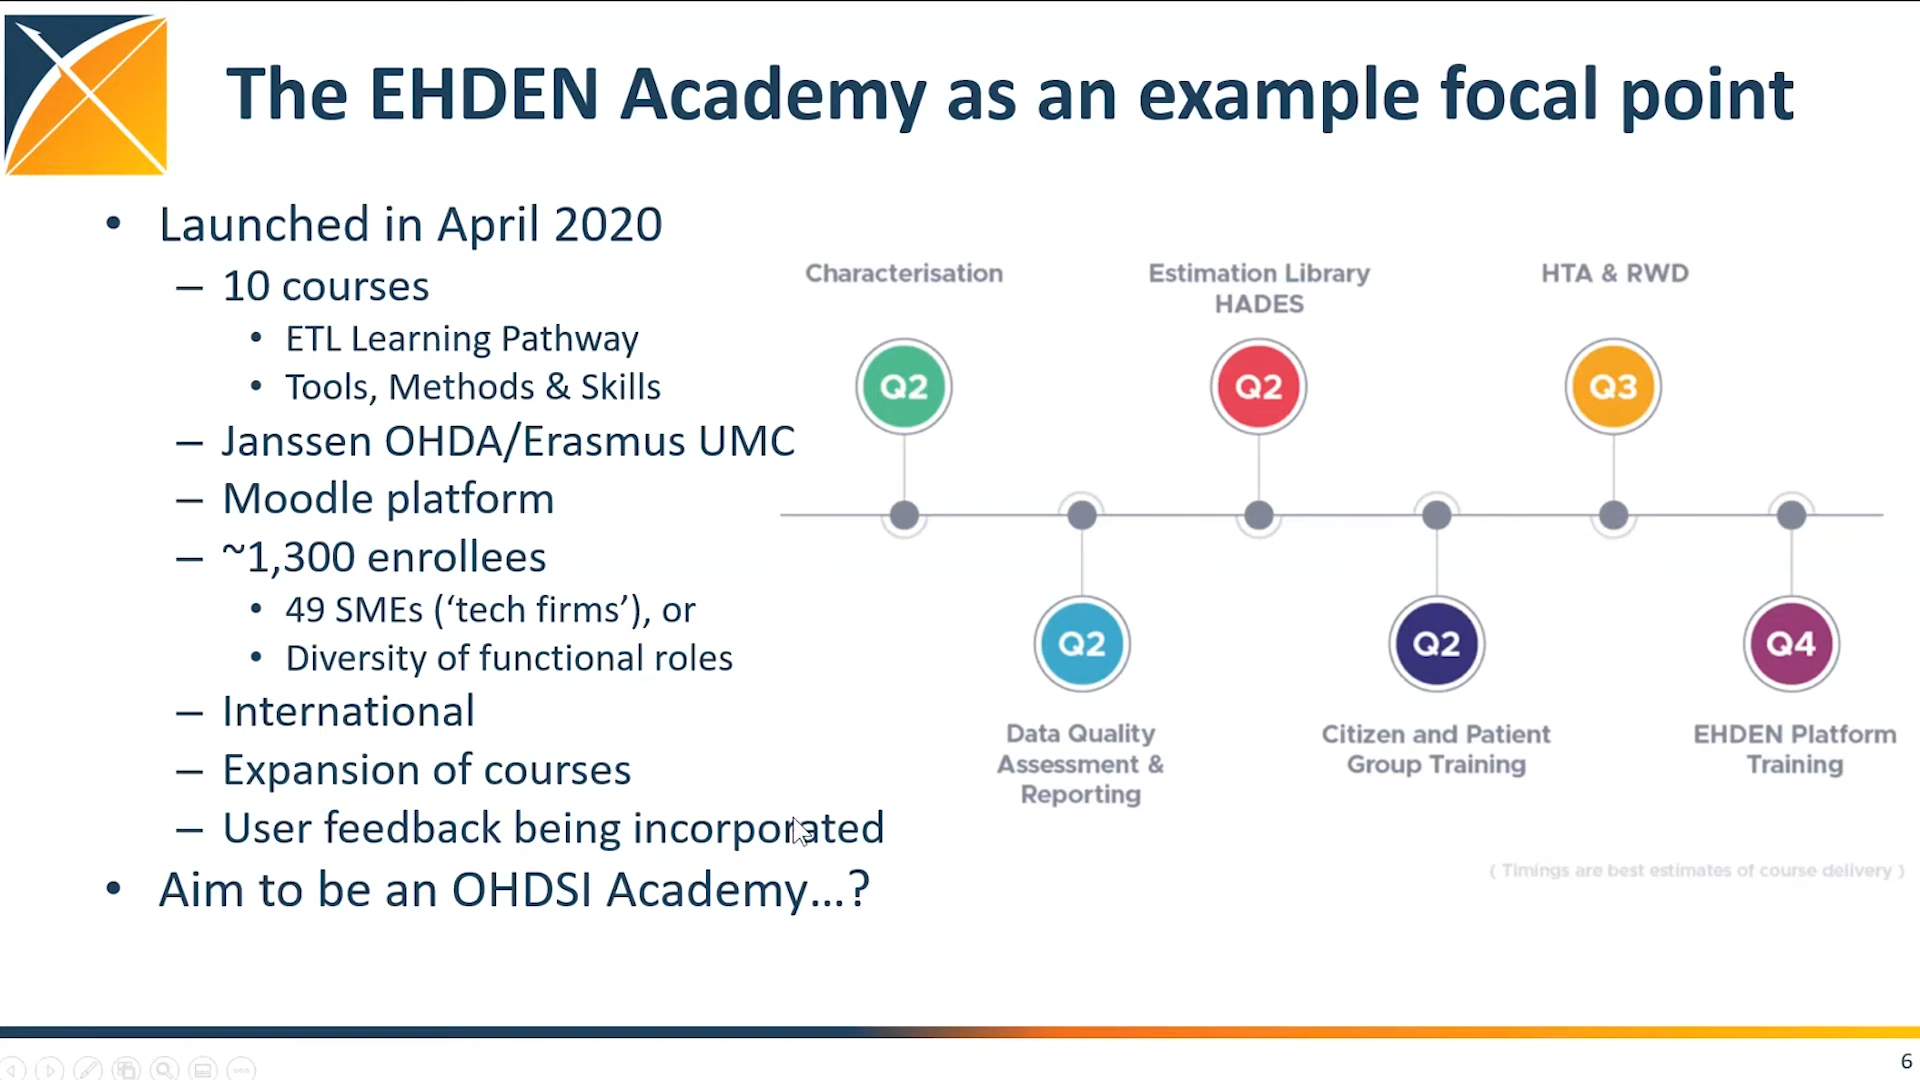 The EHDEN Academy as an example focal point
• Launched in April 2020
– 10 courses
• ETL Learning Pathway
• Tools, Methods & Skills
– Janssen OHDA/Erasmus UMC
– Moodle platform
– ~1,300 enrollees
• 49 SMEs (‘tech firms’), or
• Diversity of functional roles
– International
– Expansion of courses
– User feedback being incorporated
• Aim to be an OHDSI Academy...?
Characterisation
Q2
Data Quality
Assessment &
Reporting
Q2
Estimation Library
HADES
Q2
Citizen and Patient
Group Training
Q2
HTA & RWD
Q3
EHDEN Platform
Training
Q4
( Timings are best estimates of course delivery )
6